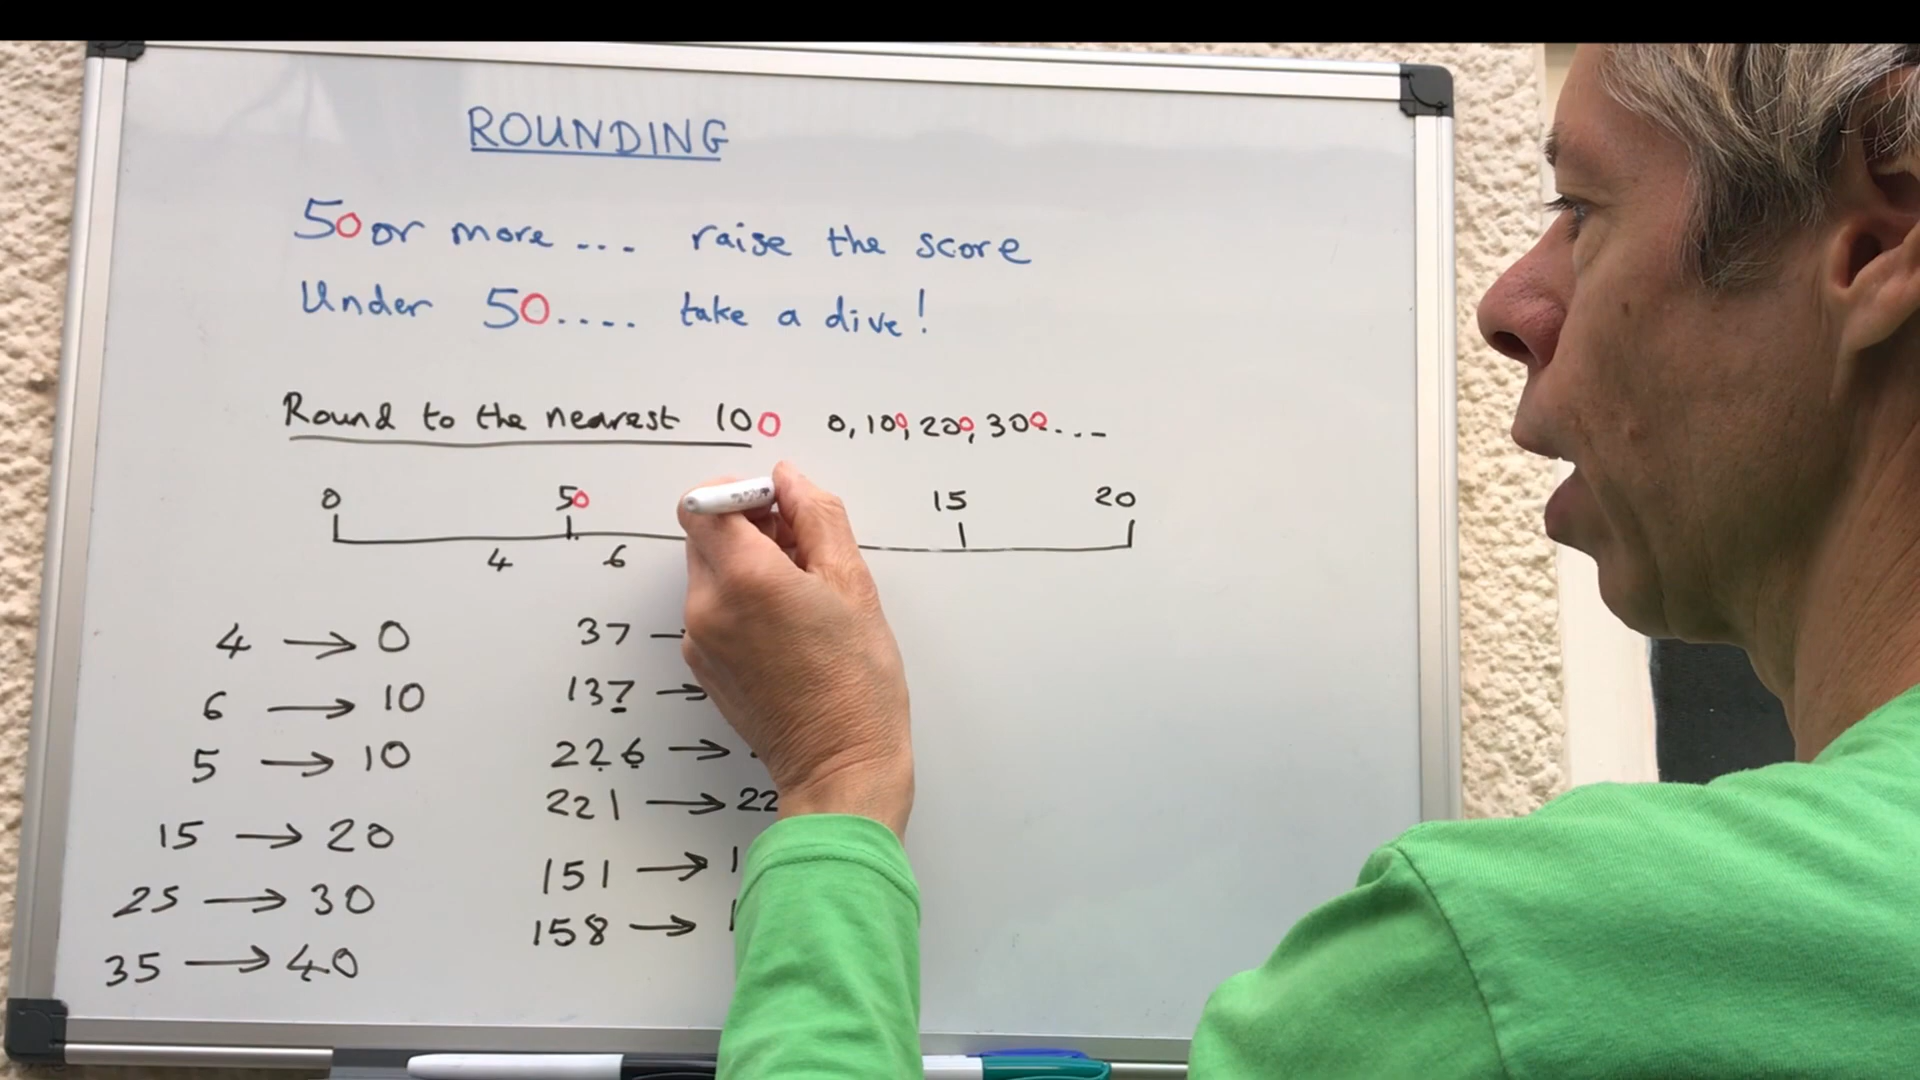 ROUNDING
50 or more ... raise the score
Under 50.... take a dive!
Round to the nearest 100 0, 100, 200, 300...
0 50 15 20
4 6
4 → 0
6 → 10
5 → 10
15 → 20
25 → 30
35 → 40
37 →
137 →
226 →
221 → 22
151 → 1
158 → 1